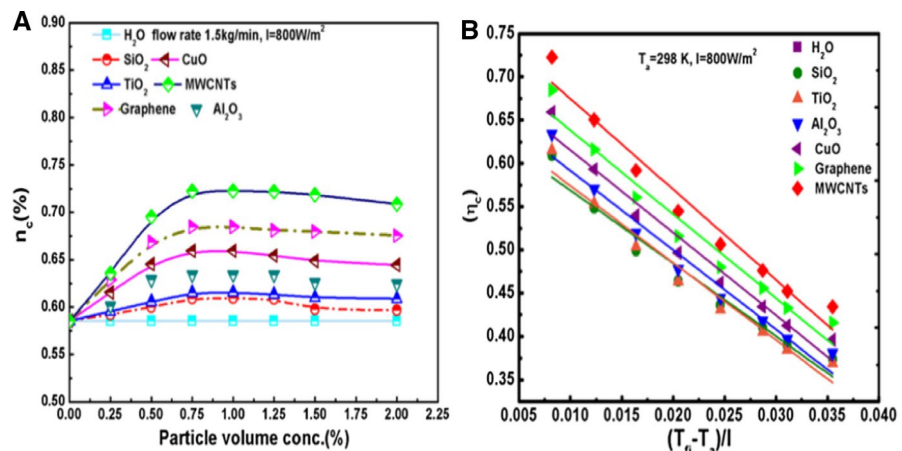 A
0.90
0.85
0.80
0.75
0.70
0.65
0.60
0.55
0.50
n_c(%)
H₂O flow rate 1.5kg/min, I=800W/m²
SiO₂ CuO
TiO₂ MWCNTs
Graphene Al₂O₃
0.00 0.25 0.50 0.75 1.00 1.25 1.50 1.75 2.00 2.25
Particle volume conc.(%)
B
0.75
0.70
0.65
0.60
0.55
0.50
0.45
0.40
0.35
(η_c)
T_a=298 K, I=800W/m²
H₂O
SiO₂
TiO₂
Al₂O₃
CuO
Graphene
MWCNTs
0.005 0.010 0.015 0.020 0.025 0.030 0.035 0.040
(T_fi-T_a)/I